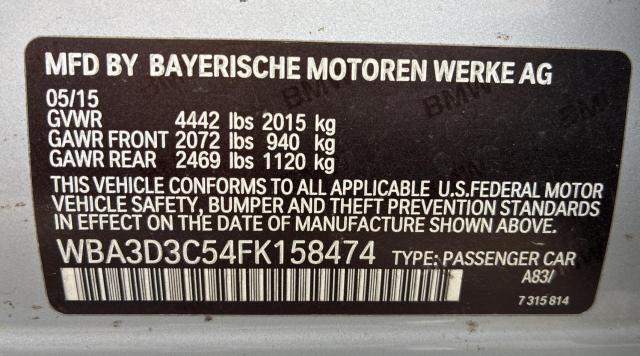 MFD BY BAYERISCHE MOTOREN WERKE AG
05/15
GVWR 4442 lbs 2015 kg
GAWR FRONT 2072 lbs 940 kg
GAWR REAR 2469 lbs 1120 kg
THIS VEHICLE CONFORMS TO ALL APPLICABLE U.S.FEDERAL MOTOR
VEHICLE SAFETY, BUMPER AND THEFT PREVENTION STANDARDS
IN EFFECT ON THE DATE OF MANUFACTURE SHOWN ABOVE.
WBA3D3C54FK158474 TYPE: PASSENGER CAR
A83/
7 315 814